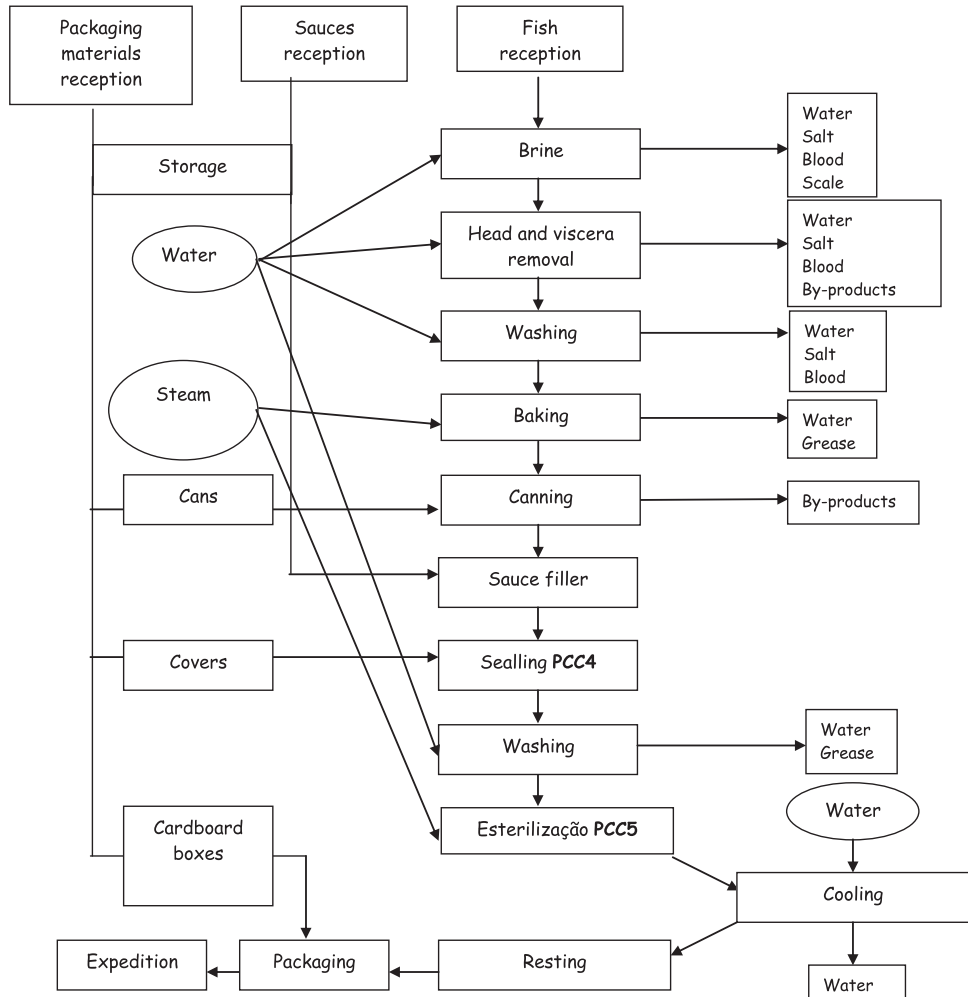 Packaging
materials
reception
Sauces
reception
Fish
reception
Storage
Brine
Water
Salt
Blood
Scale
Water
Head and viscera
removal
Water
Salt
Blood
By-products
Washing
Water
Salt
Blood
Steam
Baking
Water
Grease
Cans
Canning
By-products
Sauce filler
Covers
Sealling PCC4
Washing
Water
Grease
Cardboard
boxes
Esterilização PCC5
Water
Cooling
Expedition
Packaging
Resting
Water